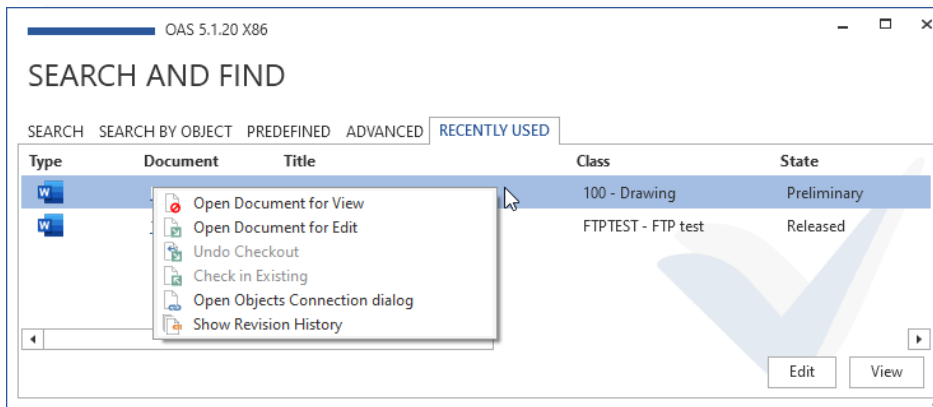 OAS 5.1.20 X86
SEARCH AND FIND
SEARCH SEARCH BY OBJECT PREDEFINED ADVANCED RECENTLY USED
Type Document Title Class State
100 - Drawing Preliminary
Open Document for View
Open Document for Edit
FTPTEST - FTP test Released
Undo Checkout
Check in Existing
Open Objects Connection dialog
Show Revision History
Edit View